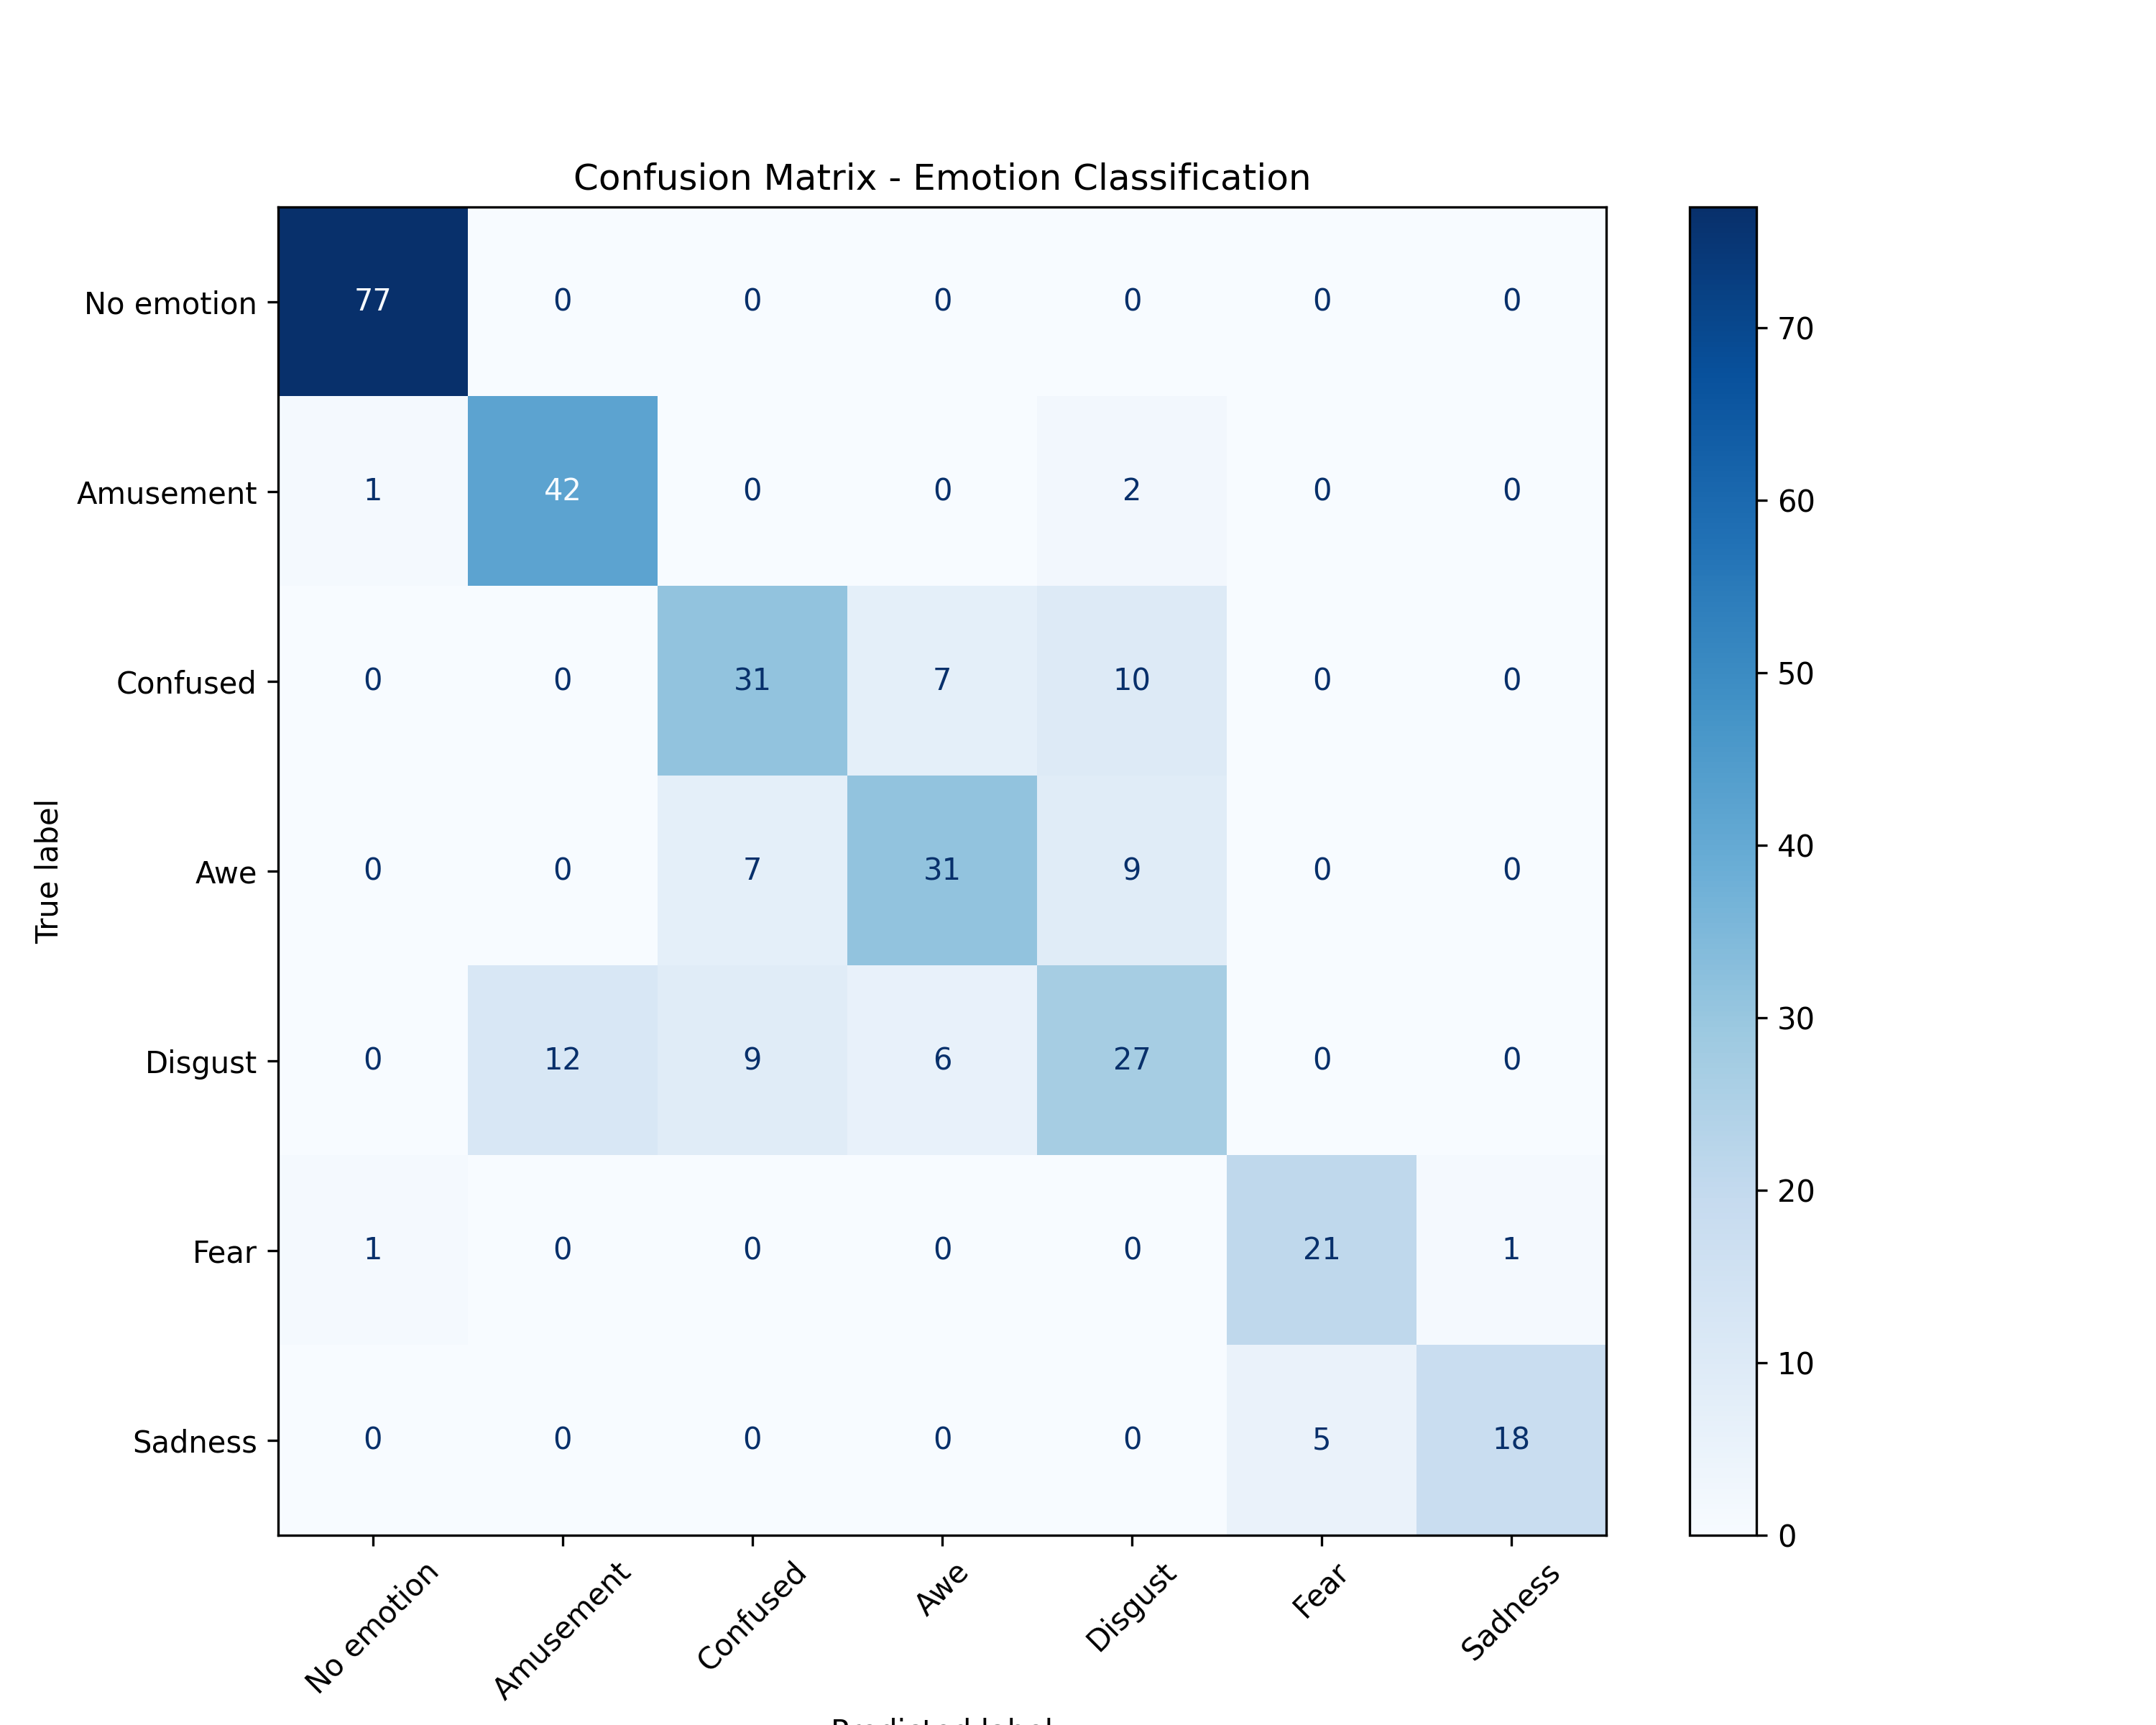 Confusion Matrix - Emotion Classification
No emotion 77 0 0 0 0 0 0
Amusement 1 42 0 0 2 0 0
Confused 0 0 31 7 10 0 0
Awe 0 0 7 31 9 0 0
Disgust 0 12 9 6 27 0 0
Fear 1 0 0 0 0 21 1
Sadness 0 0 0 0 0 5 18
True label
No emotion Amusement Confused Awe Disgust Fear Sadness
Predicted label
70
60
50
40
30
20
10
0